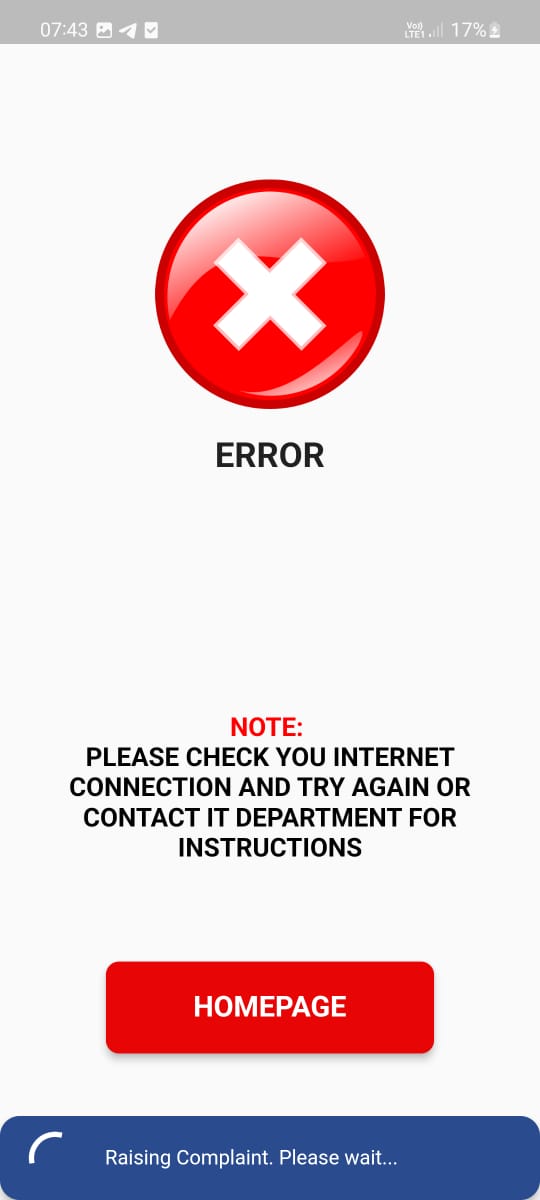 07:43
Vo))
LTE1
17%
ERROR
NOTE:
PLEASE CHECK YOU INTERNET
CONNECTION AND TRY AGAIN OR
CONTACT IT DEPARTMENT FOR
INSTRUCTIONS
HOMEPAGE
Raising Complaint. Please wait...